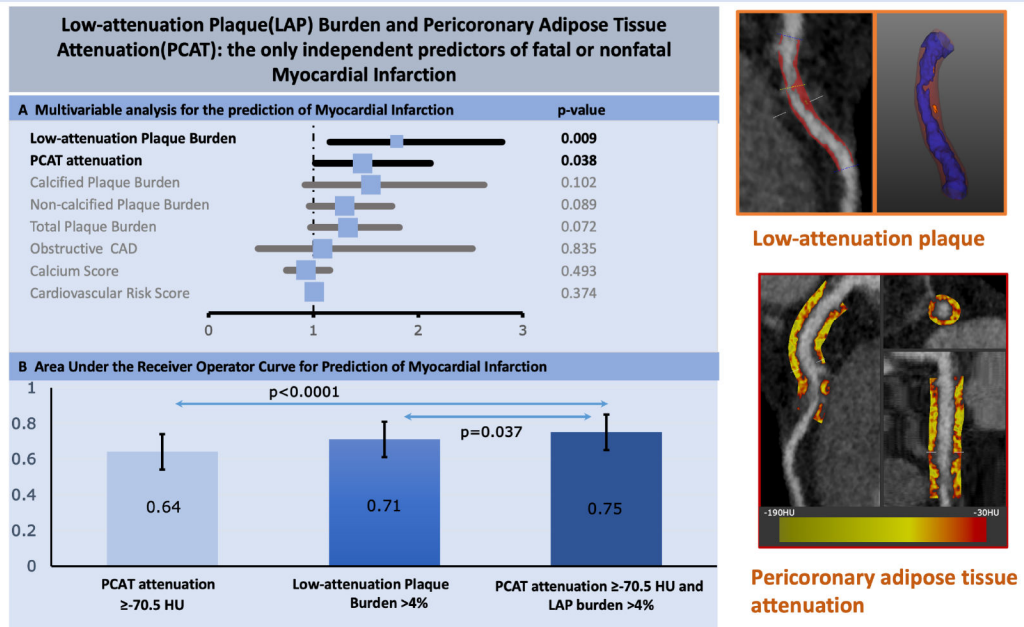 Low-attenuation Plaque(LAP) Burden and Pericoronary Adipose Tissue
Attenuation(PCAT): the only independent predictors of fatal or nonfatal
Myocardial Infarction
A Multivariable analysis for the prediction of Myocardial Infarction p-value
Low-attenuation Plaque Burden 0.009
PCAT attenuation 0.038
Calcified Plaque Burden 0.102
Non-calcified Plaque Burden 0.089
Total Plaque Burden 0.072
Obstructive CAD 0.835
Calcium Score 0.493
Cardiovascular Risk Score 0.374
0 1 2 3
B Area Under the Receiver Operator Curve for Prediction of Myocardial Infarction
1
0.8
0.6
0.4
0.2
0
p<0.0001
p=0.037
0.64
0.71
0.75
PCAT attenuation
≥-70.5 HU
Low-attenuation Plaque
Burden >4%
PCAT attenuation ≥-70.5 HU and
LAP burden >4%
Low-attenuation plaque
-190HU -30HU
Pericoronary adipose tissue
attenuation